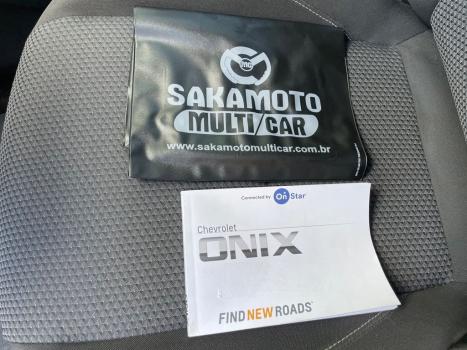 MC
SAKAMOTO
MULTI/CAR
www.sakamotomulticar.com.br
Connected by OnStar
Chevrolet
ONIX
FIND NEW ROADS